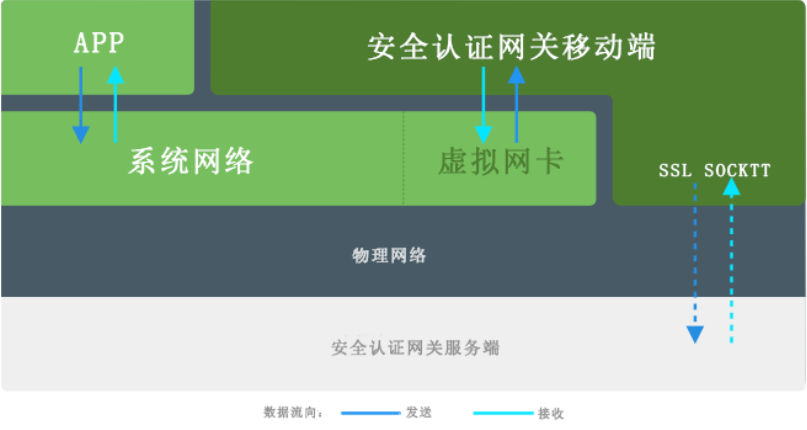 APP
安全认证网关移动端
系统网络
虚拟网卡
SSL SOCKTT
物理网络
安全认证网关服务端
数据流向： 发送 接收